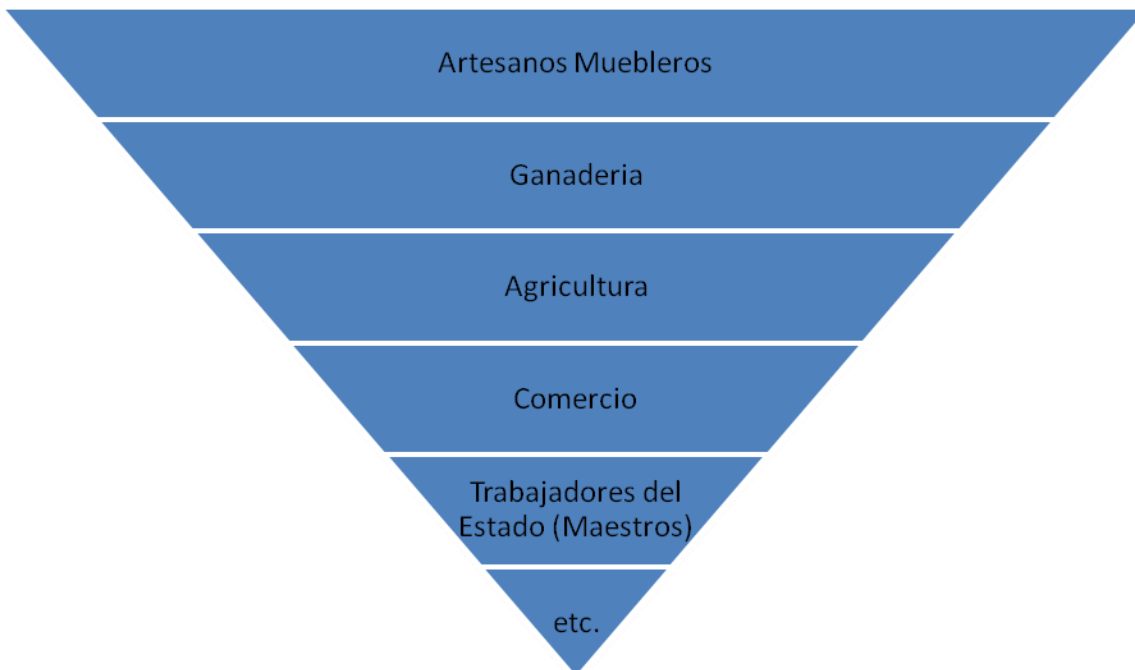 Artesanos Muebleros
Ganaderia
Agricultura
Comercio
Trabajadores del
Estado (Maestros)
etc.